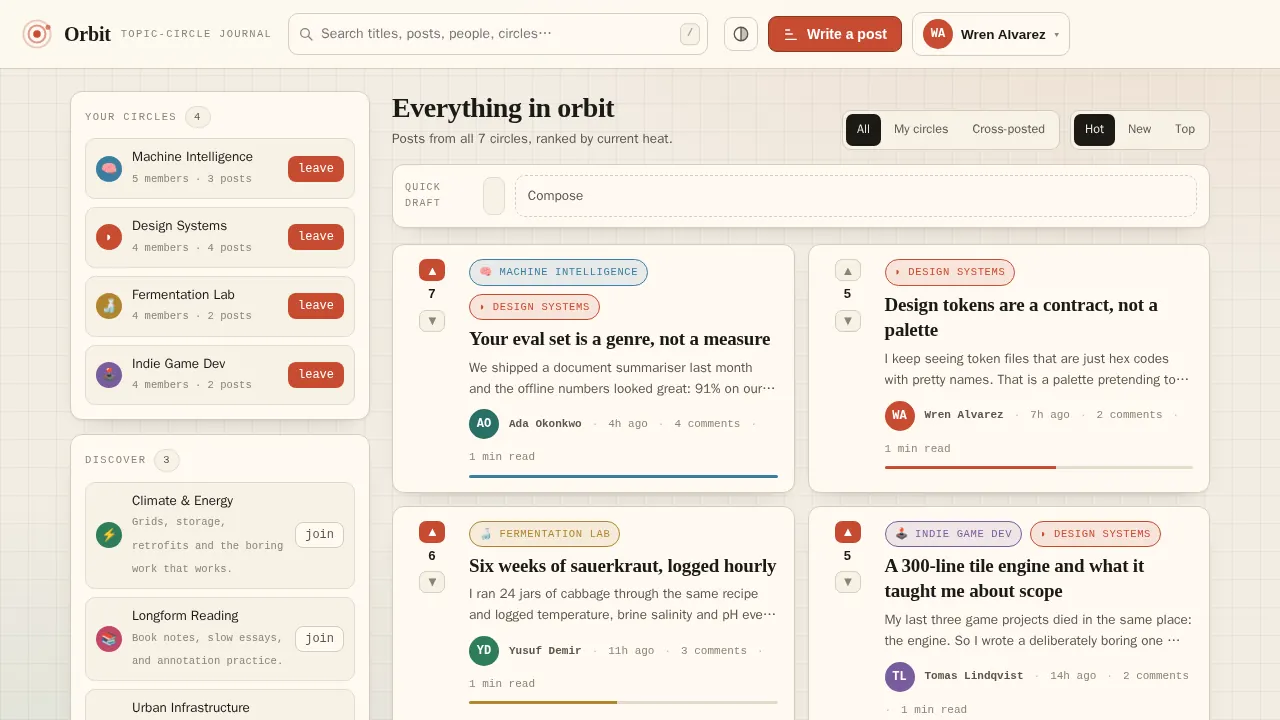 Orbit
TOPIC-CIRCLE JOURNAL
Search titles, posts, people, circles···
/
Write a post
WA
Wren Alvarez
YOUR CIRCLES
4
Machine Intelligence
5 members · 3 posts
leave
Design Systems
4 members · 4 posts
leave
Fermentation Lab
4 members · 2 posts
leave
Indie Game Dev
4 members · 2 posts
leave
DISCOVER
3
Climate & Energy
Grids, storage,
retrofits and the boring
work that works.
join
Longform Reading
Book notes, slow essays,
and annotation practice.
join
Urban Infrastructure
Everything in orbit
Posts from all 7 circles, ranked by current heat.
All
My circles
Cross-posted
Hot
New
Top
QUICK
DRAFT
Compose
7
MACHINE INTELLIGENCE
DESIGN SYSTEMS
Your eval set is a genre, not a measure
We shipped a document summariser last month
and the offline numbers looked great: 91% on our···
AO
Ada Okonkwo · 4h ago · 4 comments ·
1 min read
5
DESIGN SYSTEMS
Design tokens are a contract, not a
palette
I keep seeing token files that are just hex codes
with pretty names. That is a palette pretending to···
WA
Wren Alvarez · 7h ago · 2 comments ·
1 min read
6
FERMENTATION LAB
Six weeks of sauerkraut, logged hourly
I ran 24 jars of cabbage through the same recipe
and logged temperature, brine salinity and pH eve···
YD
Yusuf Demir · 11h ago · 3 comments ·
1 min read
5
INDIE GAME DEV
DESIGN SYSTEMS
A 300-line tile engine and what it
taught me about scope
My last three game projects died in the same place:
the engine. So I wrote a deliberately boring one ···
TL
Tomas Lindqvist · 14h ago · 2 comments
· 1 min read